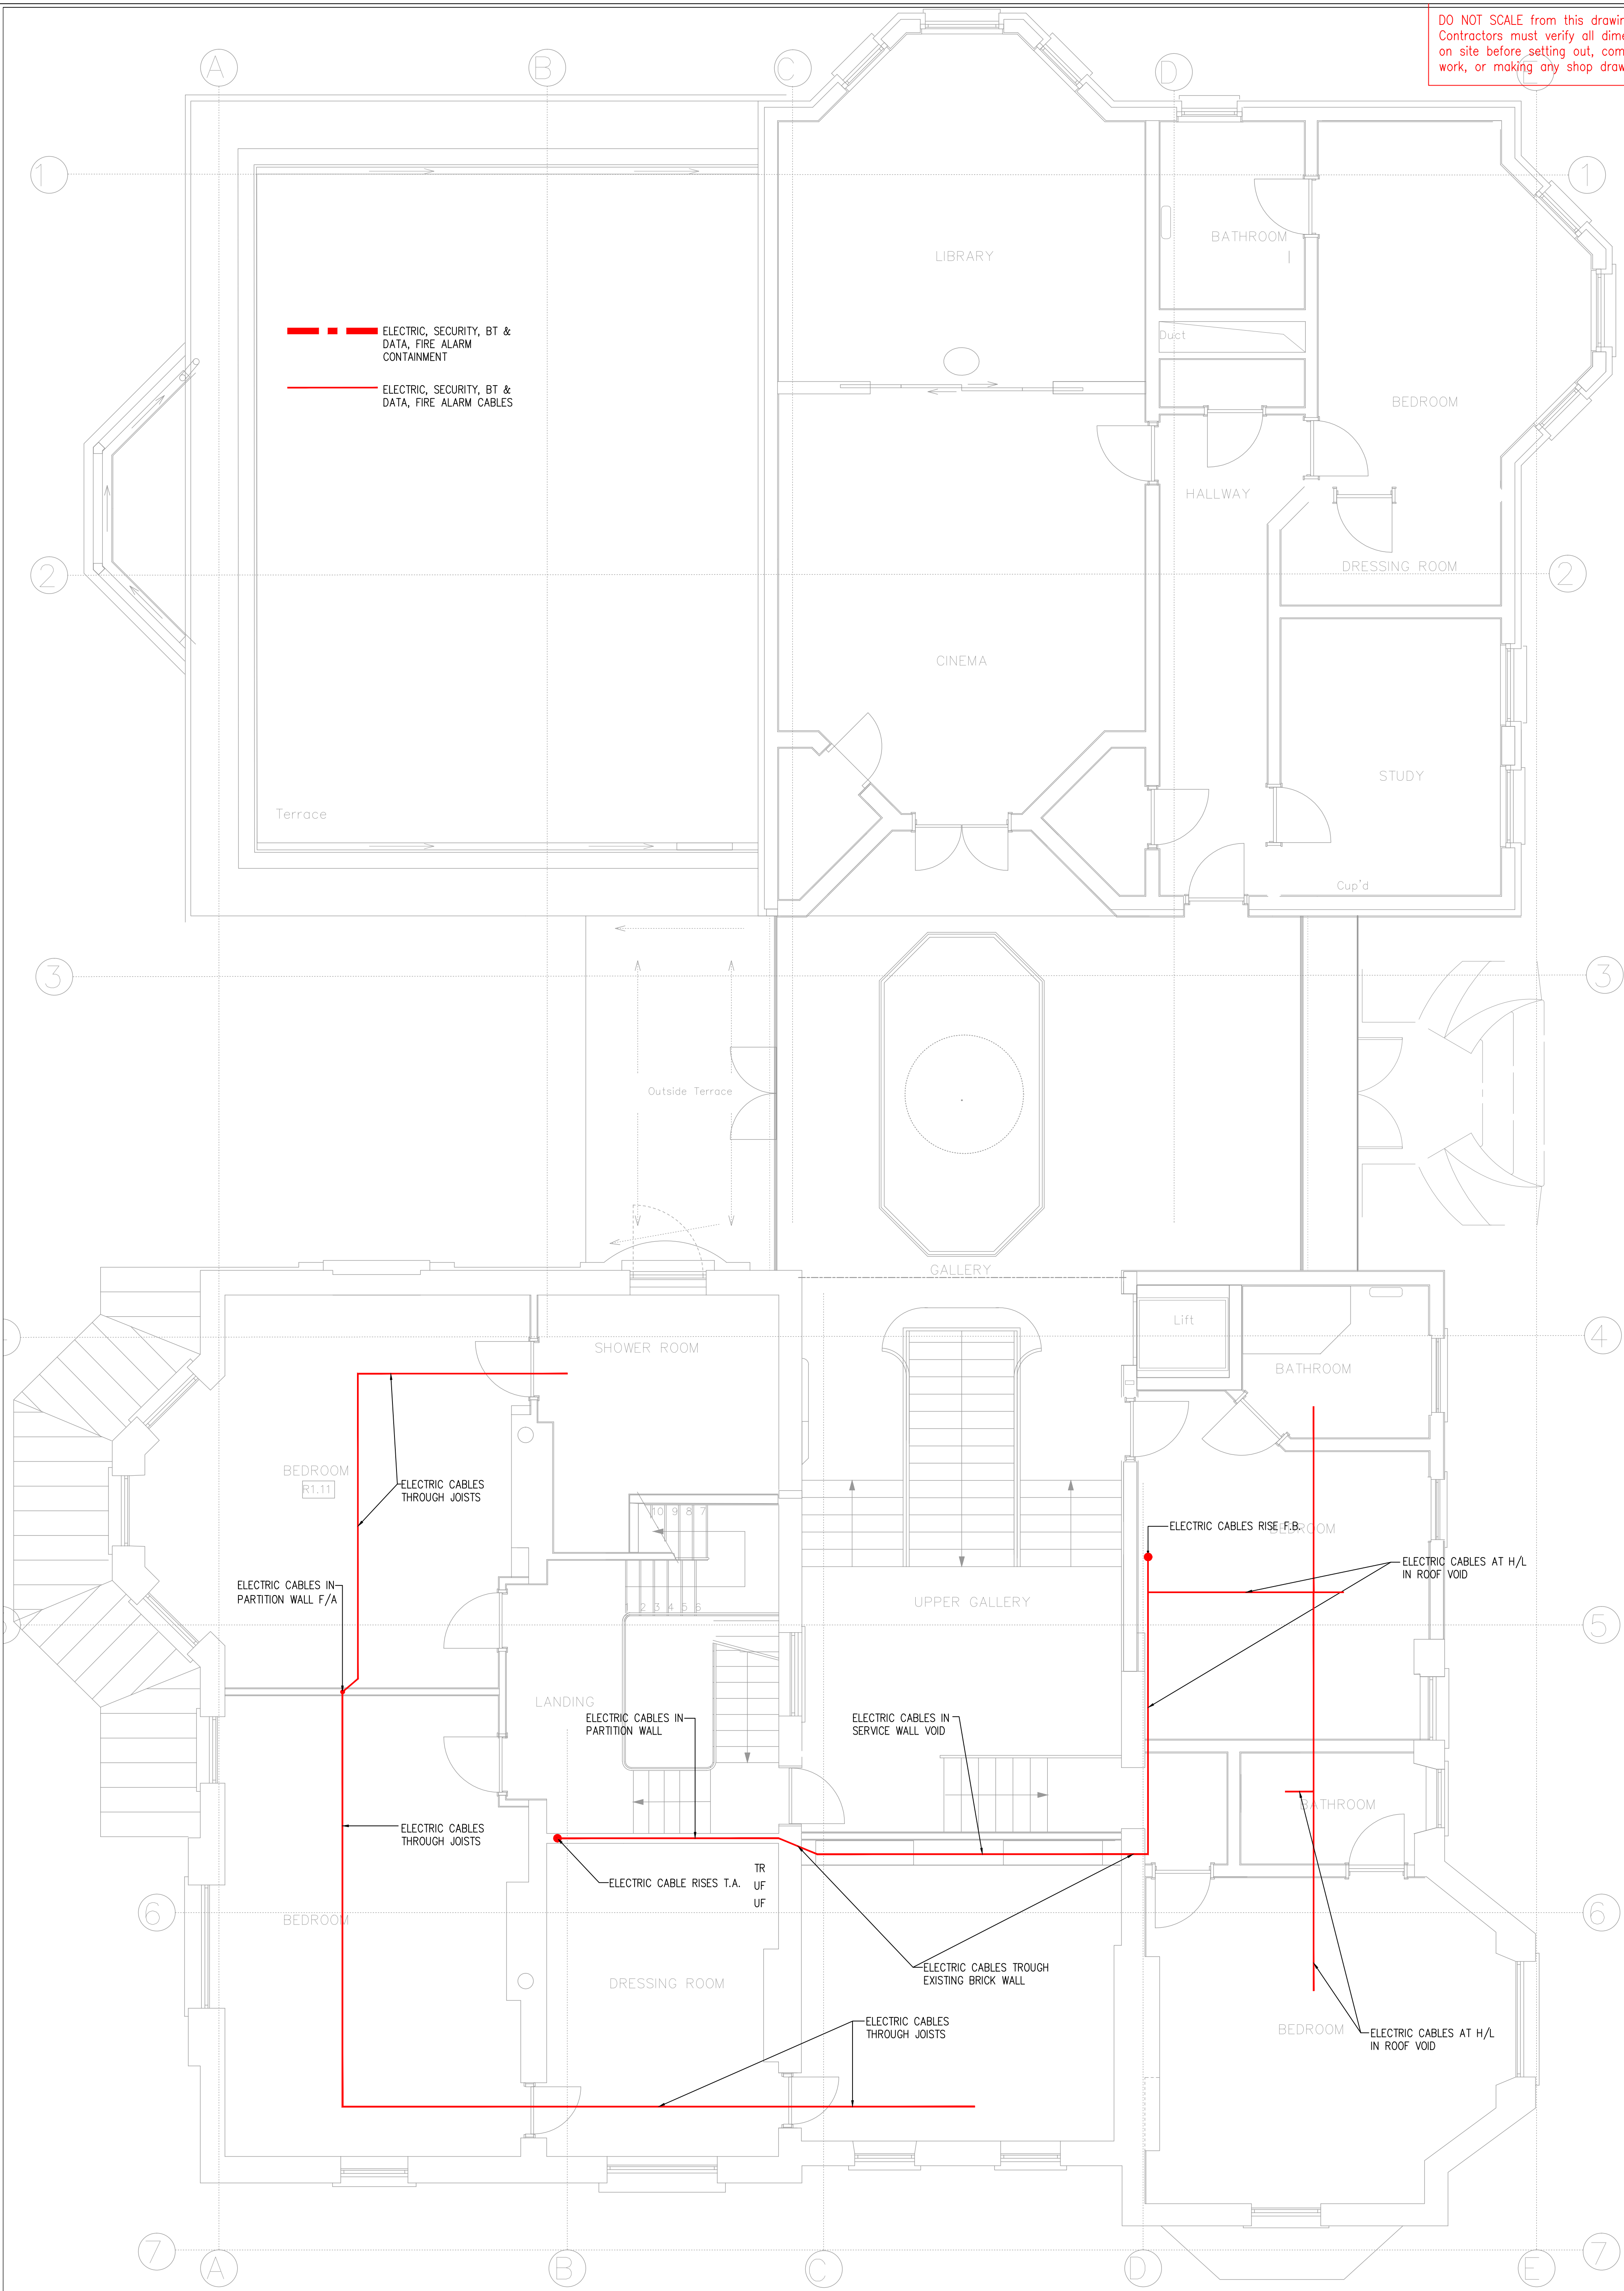 DO NOT SCALE from this
Contractors must verify all
on site before setting out,
work, or making any shop
A
B
C
D
E
1
1
BATHROOM
LIBRARY
ELECTRIC, SECURITY, BT &
DATA, FIRE ALARM
CONTAINMENT
Duct
ELECTRIC, SECURITY, BT &
DATA, FIRE ALARM CABLES
BEDROOM
HALLWAY
DRESSING ROOM
2
2
CINEMA
STUDY
Terrace
Cup'd
3
3
Outside Terrace
GALLERY
Lift
SHOWER ROOM
4
BATHROOM
BEDROOM
R1.11
ELECTRIC CABLES
THROUGH JOISTS
10 9 8 7
ELECTRIC CABLES RISE F.B.
BEDROOM
ELECTRIC CABLES AT H/L
IN ROOF VOID
ELECTRIC CABLES IN
PARTITION WALL F/A
1 2 3 4 5 6
UPPER GALLERY
5
LANDING
ELECTRIC CABLES IN
PARTITION WALL
ELECTRIC CABLES IN
SERVICE WALL VOID
BATHROOM
ELECTRIC CABLES
THROUGH JOISTS
TR
ELECTRIC CABLE RISES T.A.
UF
UF
6
6
BEDROOM
ELECTRIC CABLES TROUGH
EXISTING BRICK WALL
DRESSING ROOM
ELECTRIC CABLES
THROUGH JOISTS
BEDROOM
ELECTRIC CABLES AT H/L
IN ROOF VOID
7
7
A
B
C
D
E